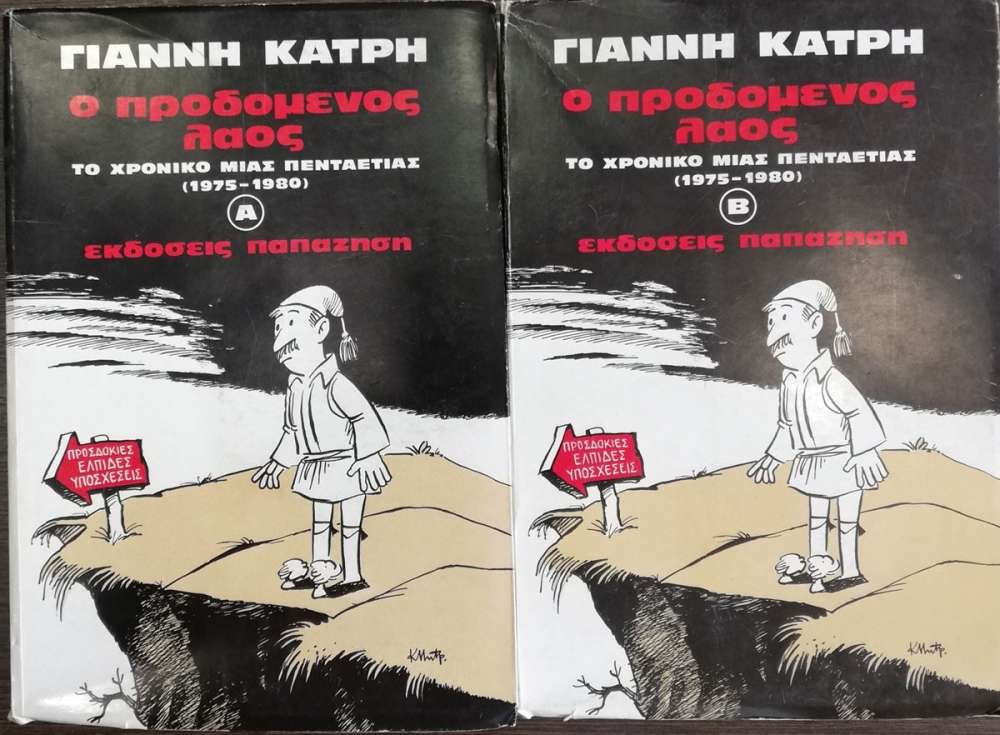 ΓΙΑΝΝΗ ΚΑΤΡΗ
ο προδομενος
λαος
ΤΟ ΧΡΟΝΙΚΟ ΜΙΑΣ ΠΕΝΤΑΕΤΙΑΣ
(1975-1980)
Α
εκδοσεις παπαζηση
ΠΡΟΣΔΟΚΙΕΣ
ΕΛΠΙΔΕΣ
ΥΠΟΣΧΕΣΕΙΣ
ΓΙΑΝΝΗ ΚΑΤΡΗ
ο προδομενος
λαος
ΤΟ ΧΡΟΝΙΚΟ ΜΙΑΣ ΠΕΝΤΑΕΤΙΑΣ
(1975-1980)
Β
εκδοσεις παπαζηση
ΠΡΟΣΔΟΚΙΕΣ
ΕΛΠΙΔΕΣ
ΥΠΟΣΧΕΣΕΙΣ